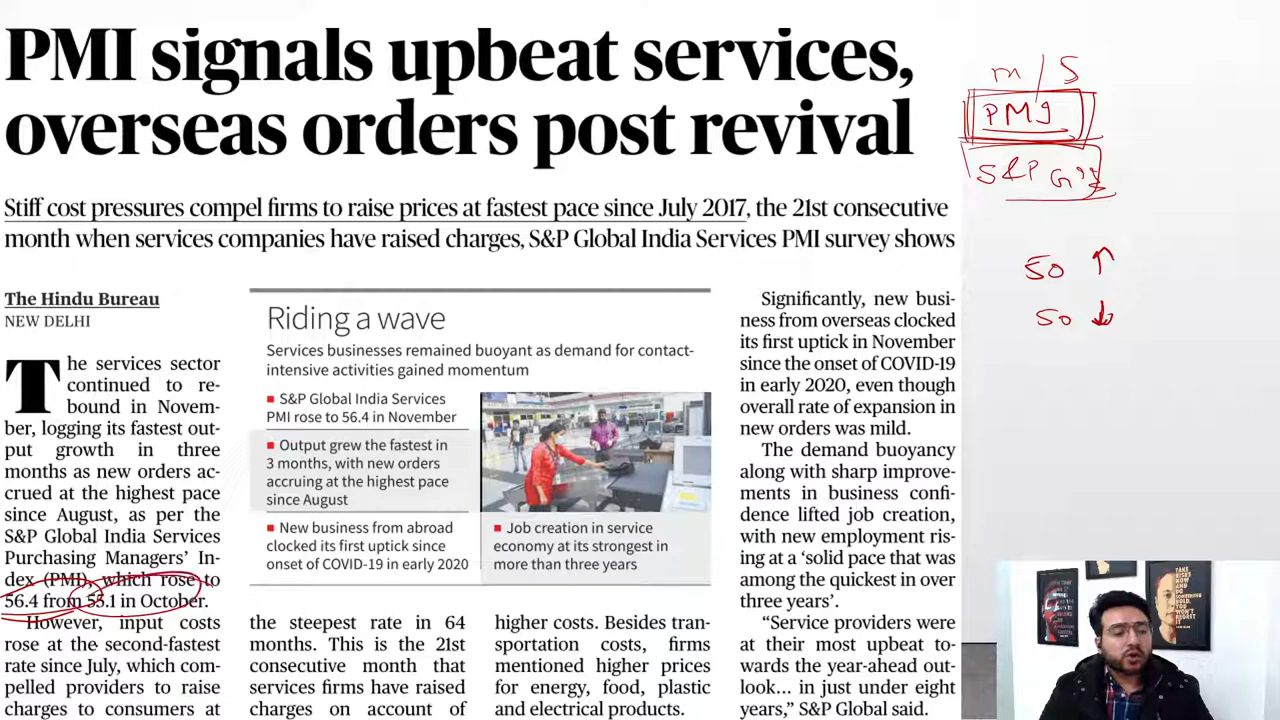 PMI signals upbeat services,
overseas orders post revival
Stiff cost pressures compel firms to raise prices at fastest pace since July 2017, the 21st consecutive
month when services companies have raised charges, S&P Global India Services PMI survey shows
The Hindu Bureau
NEW DELHI
The services sector
continued to re-
bound in Novem-
ber, logging its fastest out-
put growth in three
months as new orders ac-
crued at the highest pace
since August, as per the
S&P Global India Services
Purchasing Managers' In-
dex (PMI), which rose to
56.4 from 55.1 in October.
However, input costs
rose at the second-fastest
rate since July, which com-
pelled providers to raise
charges to consumers at
Riding a wave
Services businesses remained buoyant as demand for contact-
intensive activities gained momentum
S&P Global India Services
PMI rose to 56.4 in November
Output grew the fastest in
3 months, with new orders
accruing at the highest pace
since August
New business from abroad
clocked its first uptick since
onset of COVID-19 in early 2020
Job creation in service
economy at its strongest in
more than three years
the steepest rate in 64
months. This is the 21st
consecutive month that
services firms have raised
charges on account of
higher costs. Besides tran-
sportation costs, firms
mentioned higher prices
for energy, food, plastic
and electrical products.
Significantly, new busi-
ness from overseas clocked
its first uptick in November
since the onset of COVID-19
in early 2020, even though
overall rate of expansion in
new orders was mild.
The demand buoyancy
along with sharp improve-
ments in business confi-
dence lifted job creation,
with new employment ris-
ing at a 'solid pace that was
among the quickest in over
three years'.
"Service providers were
at their most upbeat to-
wards the year-ahead out-
look... in just under eight
years," S&P Global said.
m / S
PMI
S&P
50 ↑
50 ↓
TAKE
RISKS
NOW
AND DO
SOMETHING
BOLD.
YOU
WON'T
REGRET
IT